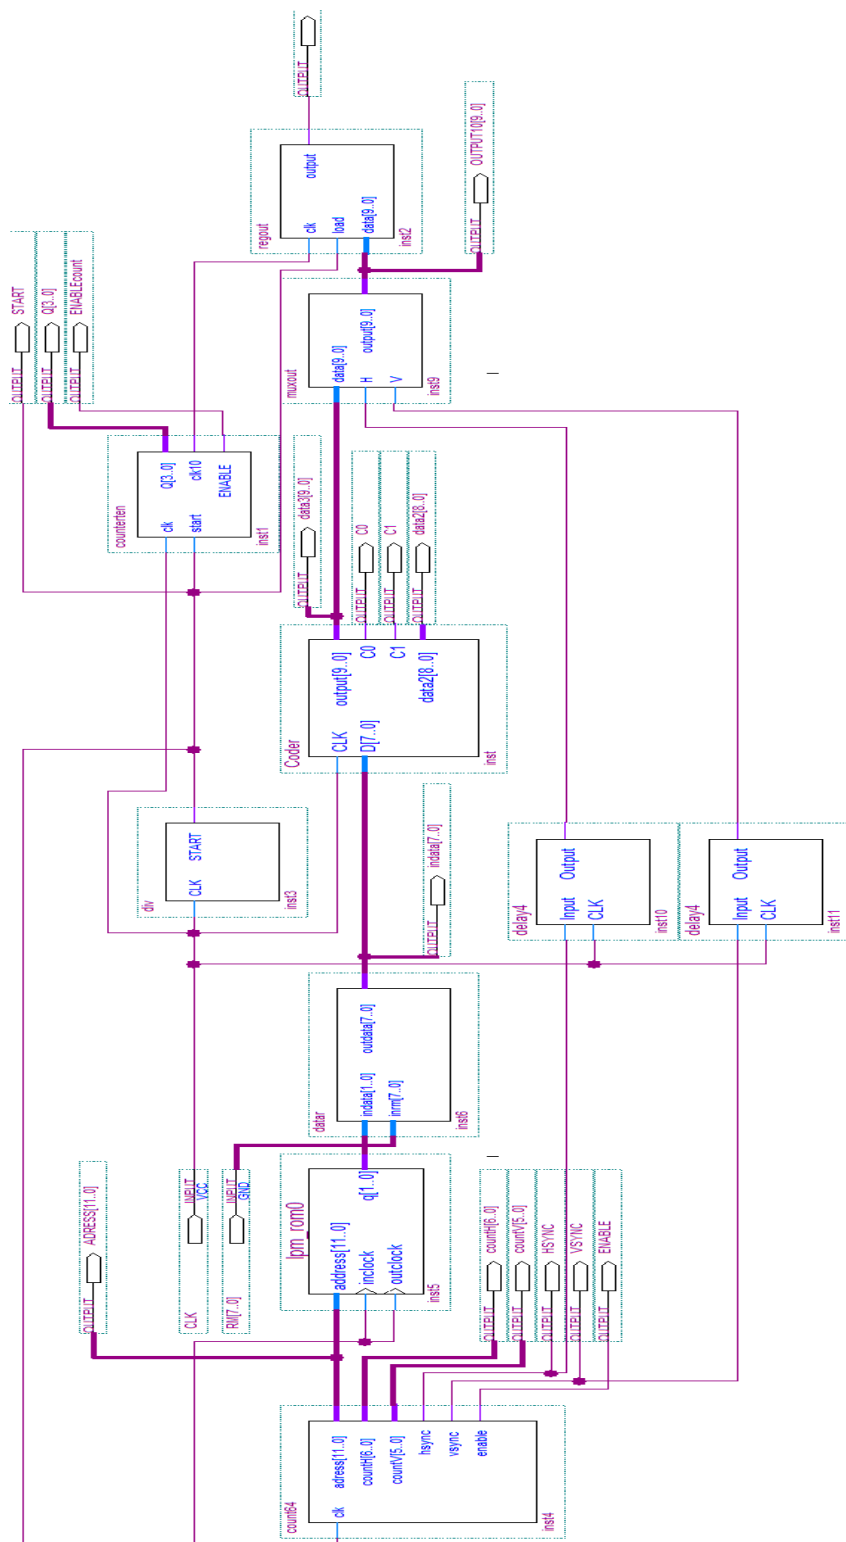 OUTPUT
regout
output
clk
load
data[9..0]
inst2
OUTPUT
OUTPUT10[9..0]
OUTPUT
START
OUTPUT
Q[3..0]
OUTPUT
ENABLEcount
muxout
data[9..0]
output[9..0]
H
V
inst9
counterten
clk
Q[3..0]
start
clk10
ENABLE
inst1
OUTPUT
data3[9..0]
OUTPUT
C0
OUTPUT
C1
OUTPUT
data2[8..0]
Coder
CLK
output[9..0]
D[7..0]
C0
C1
data2[8..0]
inst
div
CLK
START
inst3
OUTPUT
indata[7..0]
delay4
Input
Output
CLK
inst10
delay4
Input
Output
CLK
inst11
datar
indata[1..0]
outdata[7..0]
inrm[7..0]
inst6
OUTPUT
ADRESS[11..0]
CLK
INPUT
VCC
RM[7..0]
INPUT
GND
lpm_rom0
address[11..0]
q[1..0]
inclock
outclock
inst5
OUTPUT
countH[6..0]
OUTPUT
countV[5..0]
OUTPUT
HSYNC
OUTPUT
VSYNC
OUTPUT
ENABLE
count64
clk
adress[11..0]
countH[6..0]
countV[5..0]
hsync
vsync
enable
inst4